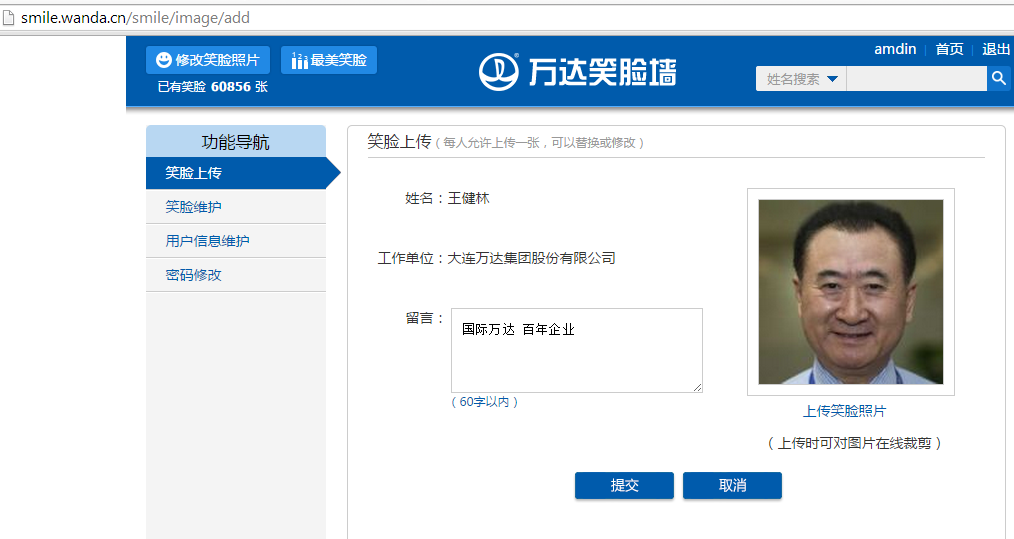 smile.wanda.cn/smile/image/add
amdin | 首页 | 退出
修改笑脸照片 最美笑脸
已有笑脸 60856 张
万达笑脸墙
姓名搜索
功能导航
笑脸上传
笑脸维护
用户信息维护
密码修改
笑脸上传（每人允许上传一张，可以替换或修改）
姓名：王健林
工作单位：大连万达集团股份有限公司
留言：
国际万达 百年企业
（60字以内）
上传笑脸照片
（上传时可对图片在线裁剪）
提交 取消